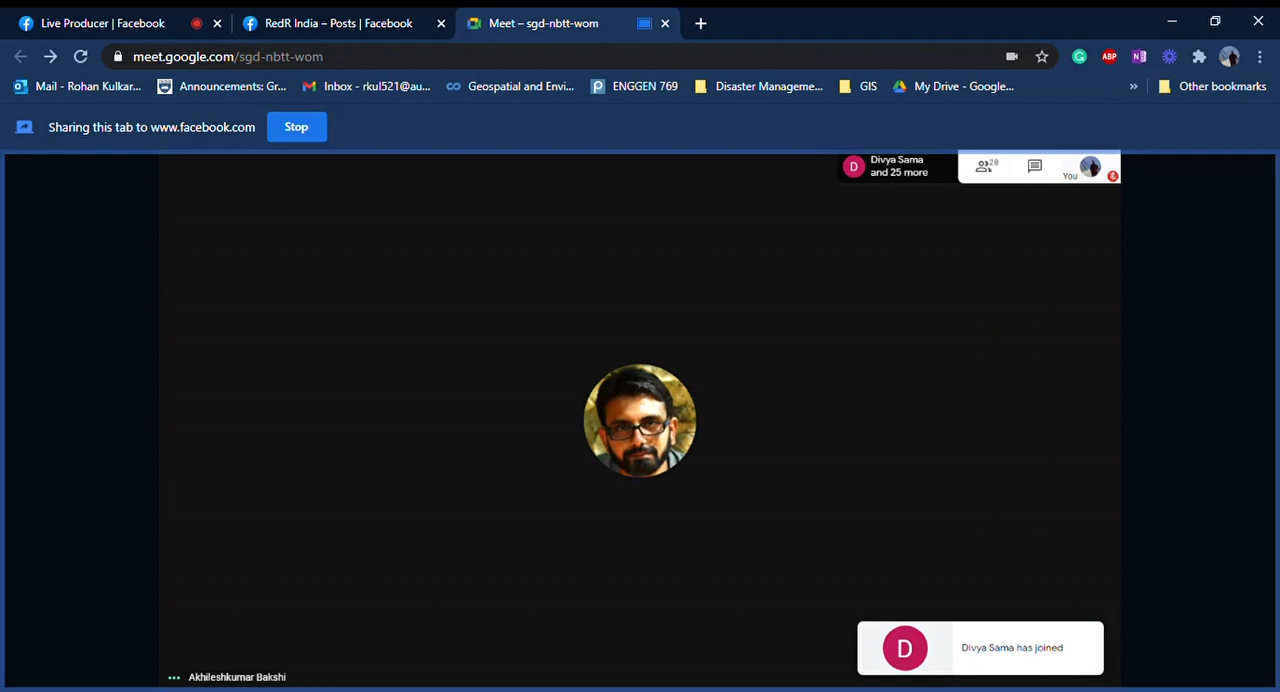 Live Producer | Facebook
RedR India – Posts | Facebook
Meet – sgd-nbtt-wom
meet.google.com/sgd-nbtt-wom
ABP
Mail - Rohan Kulkar...
Announcements: Gr...
Inbox - rkul521@au...
Geospatial and Envi...
ENGGEN 769
Disaster Manageme...
GIS
My Drive - Google...
Other bookmarks
Sharing this tab to www.facebook.com
Stop
D
Divya Sama
and 25 more
28
You
D
Divya Sama has joined
Akhileshkumar Bakshi